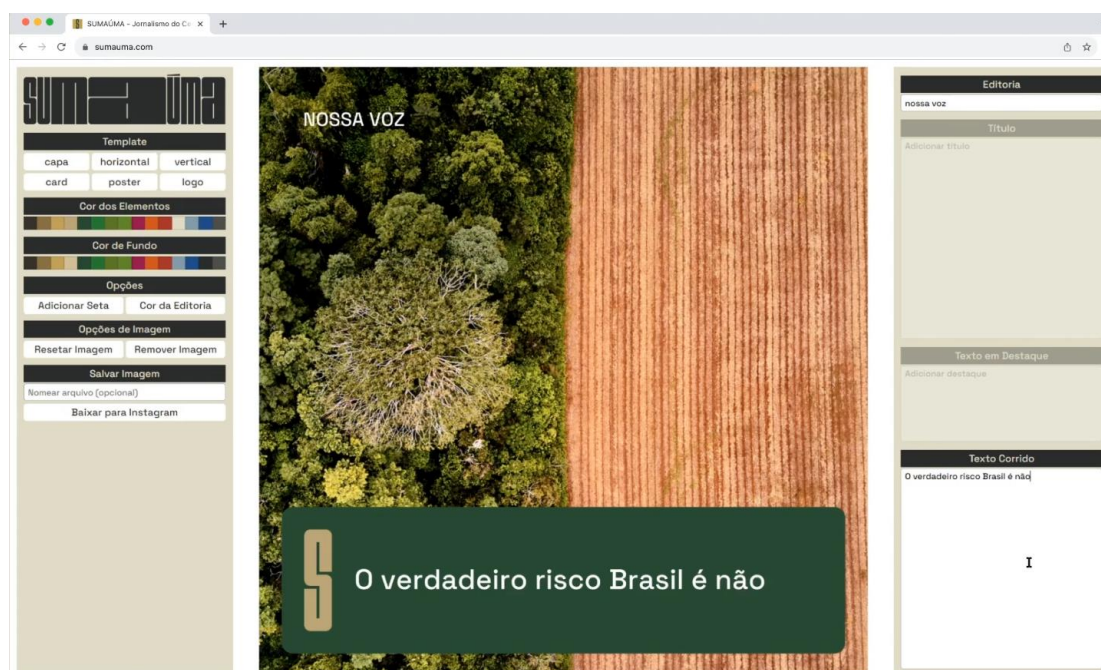 SUMAÚMA - Jornalismo do Ce
sumauma.com
SUMAÚMA
Template
capa horizontal vertical
card poster logo
Cor dos Elementos
Cor de Fundo
Opções
Adicionar Seta Cor da Editoria
Opções de Imagem
Resetar Imagem Remover Imagem
Salvar Imagem
Nomear arquivo (opcional)
Baixar para Instagram
NOSSA VOZ
S O verdadeiro risco Brasil é não
Editoria
nossa voz
Título
Adicionar título
Texto em Destaque
Adicionar destaque
Texto Corrido
O verdadeiro risco Brasil é não